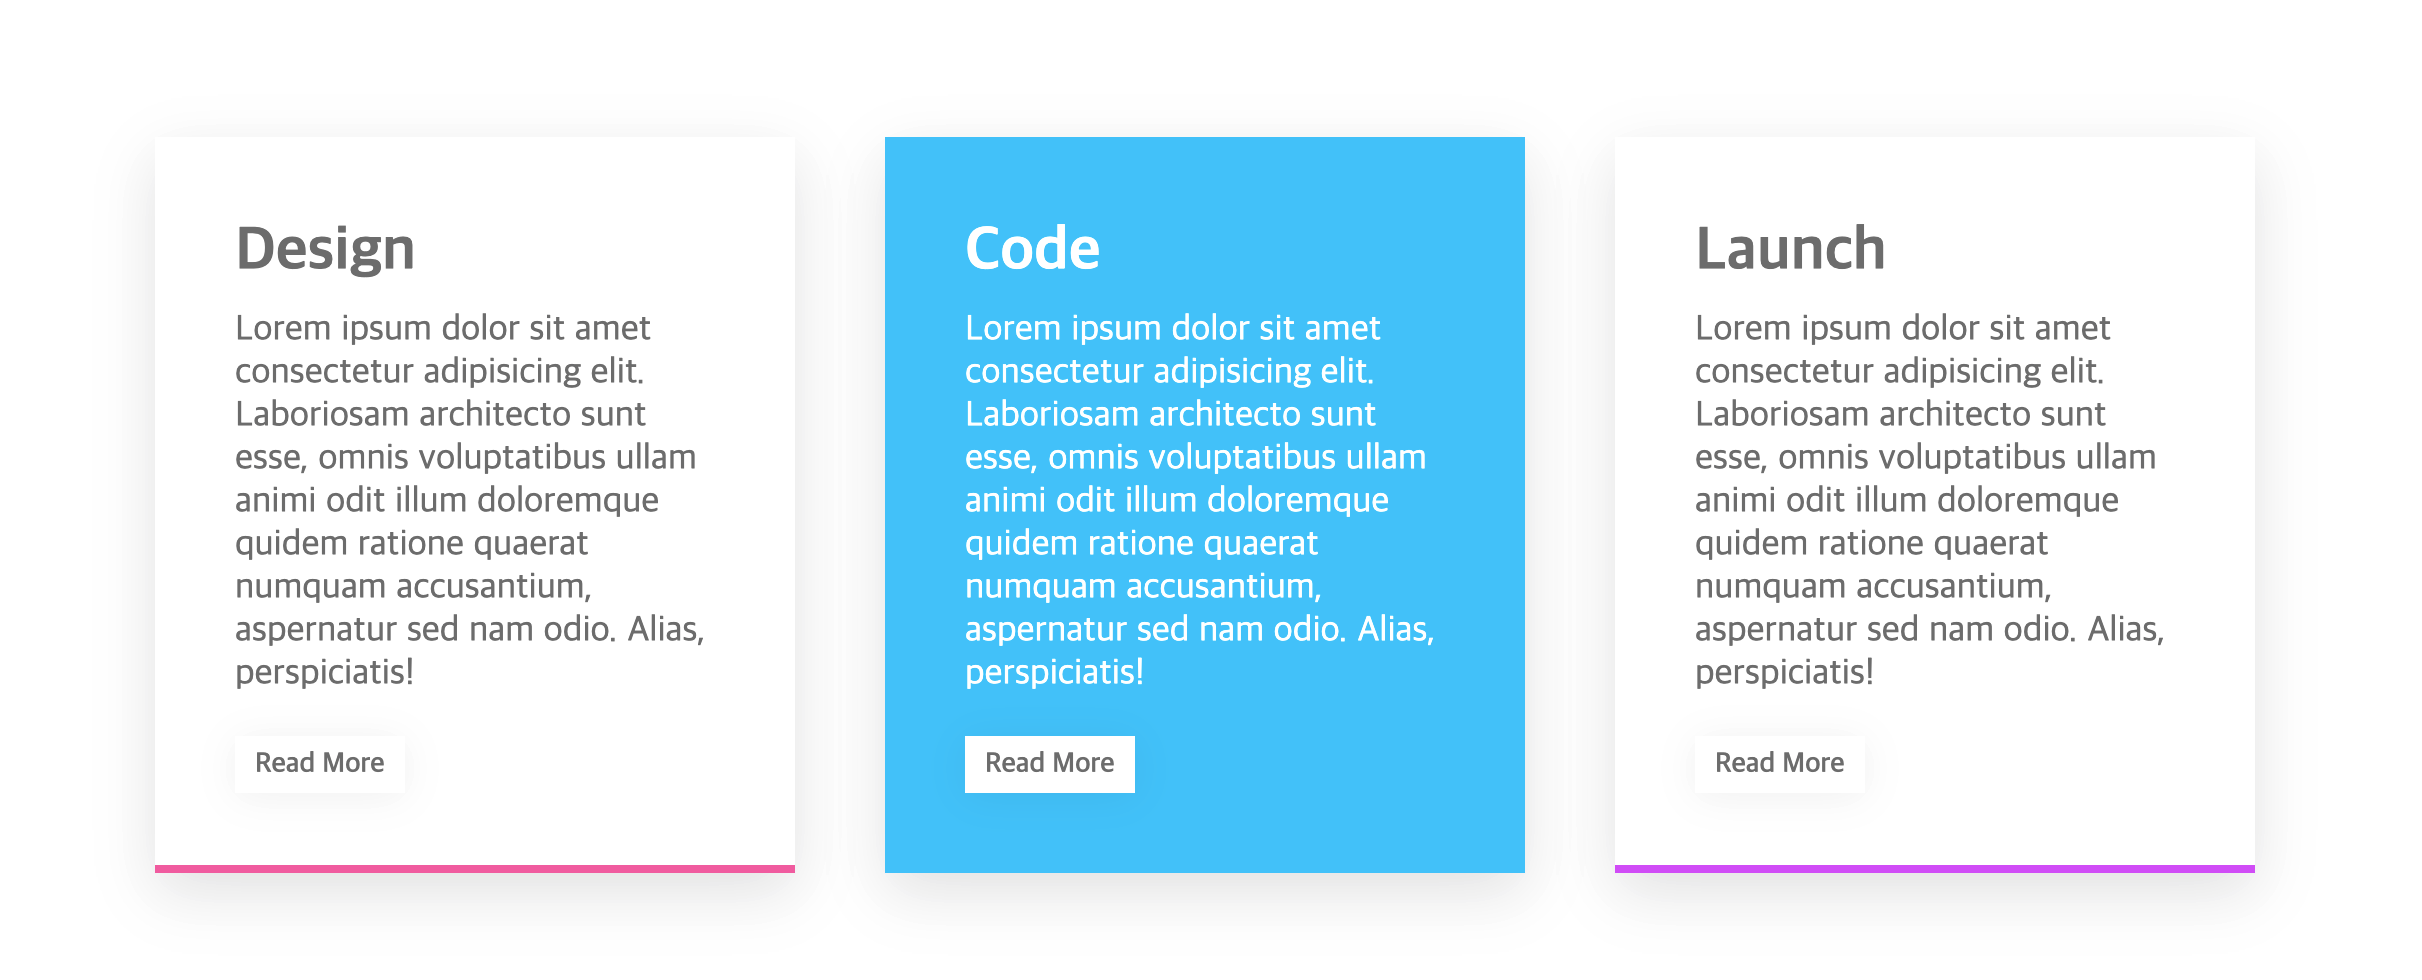 Design
Lorem ipsum dolor sit amet
consectetur adipisicing elit.
Laboriosam architecto sunt
esse, omnis voluptatibus ullam
animi odit illum doloremque
quidem ratione quaerat
numquam accusantium,
aspernatur sed nam odio. Alias,
perspiciatis!
Read More
Code
Lorem ipsum dolor sit amet
consectetur adipisicing elit.
Laboriosam architecto sunt
esse, omnis voluptatibus ullam
animi odit illum doloremque
quidem ratione quaerat
numquam accusantium,
aspernatur sed nam odio. Alias,
perspiciatis!
Read More
Launch
Lorem ipsum dolor sit amet
consectetur adipisicing elit.
Laboriosam architecto sunt
esse, omnis voluptatibus ullam
animi odit illum doloremque
quidem ratione quaerat
numquam accusantium,
aspernatur sed nam odio. Alias,
perspiciatis!
Read More